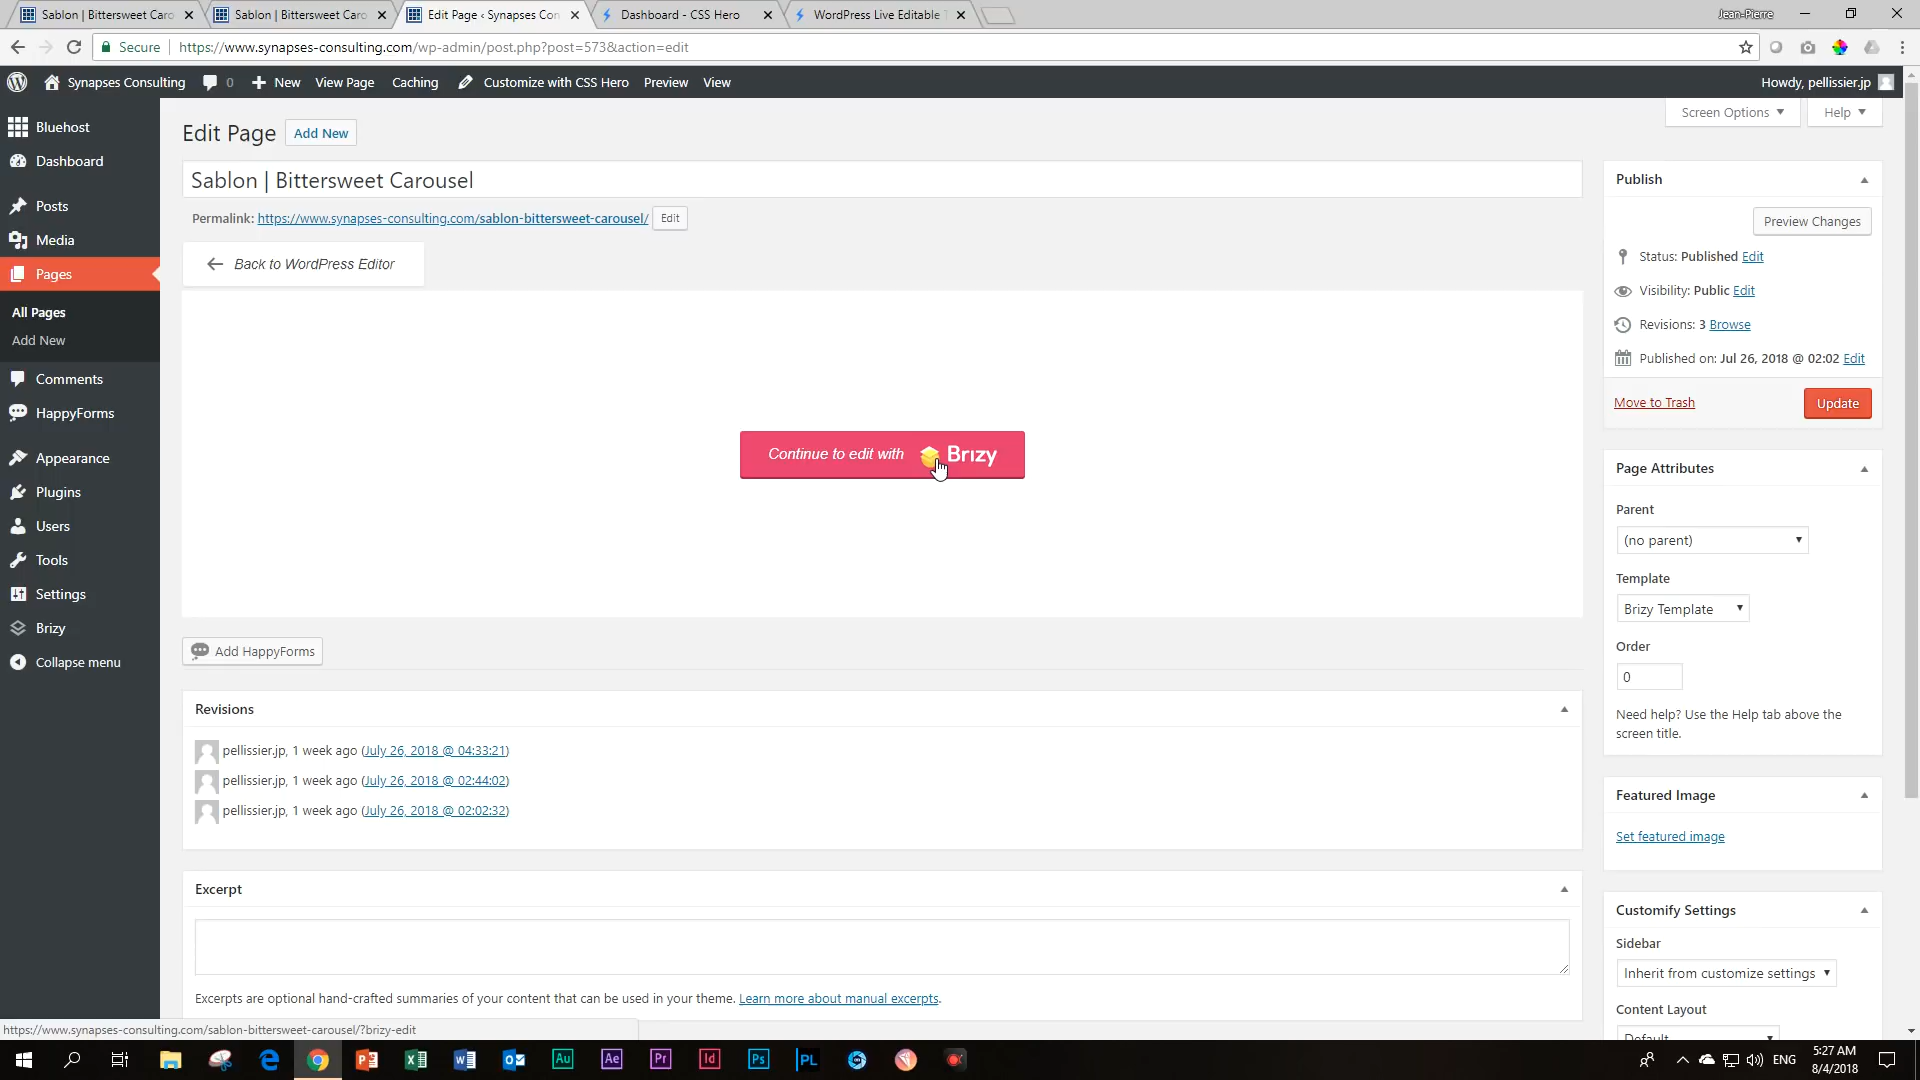 Sablon | Bittersweet Caro
Sablon | Bittersweet Caro
Edit Page ‹ Synapses Con
Dashboard - CSS Hero
WordPress Live Editable
Jean-Pierre
Secure
https://www.synapses-consulting.com/wp-admin/post.php?post=573&action=edit
Synapses Consulting
0
New
View Page
Caching
Customize with CSS Hero
Preview
View
Howdy, pellissier.jp
Screen Options
Help
Bluehost
Dashboard
Posts
Media
Pages
All Pages
Add New
Comments
HappyForms
Appearance
Plugins
Users
Tools
Settings
Brizy
Collapse menu
Edit Page
Add New
Sablon | Bittersweet Carousel
Permalink: https://www.synapses-consulting.com/sablon-bittersweet-carousel/ Edit
Back to WordPress Editor
Continue to edit with Brizy
Add HappyForms
Revisions
pellissier.jp, 1 week ago (July 26, 2018 @ 04:33:21)
pellissier.jp, 1 week ago (July 26, 2018 @ 02:44:02)
pellissier.jp, 1 week ago (July 26, 2018 @ 02:02:32)
Excerpt
Excerpts are optional hand-crafted summaries of your content that can be used in your theme. Learn more about manual excerpts.
Publish
Preview Changes
Status: Published Edit
Visibility: Public Edit
Revisions: 3 Browse
Published on: Jul 26, 2018 @ 02:02 Edit
Move to Trash
Update
Page Attributes
Parent
(no parent)
Template
Brizy Template
Order
0
Need help? Use the Help tab above the
screen title.
Featured Image
Set featured image
Customify Settings
Sidebar
Inherit from customize settings
Content Layout
Default
https://www.synapses-consulting.com/sablon-bittersweet-carousel/?brizy-edit
Au
Ae
Pr
Id
Ps
PL
ENG
5:27 AM
8/4/2018